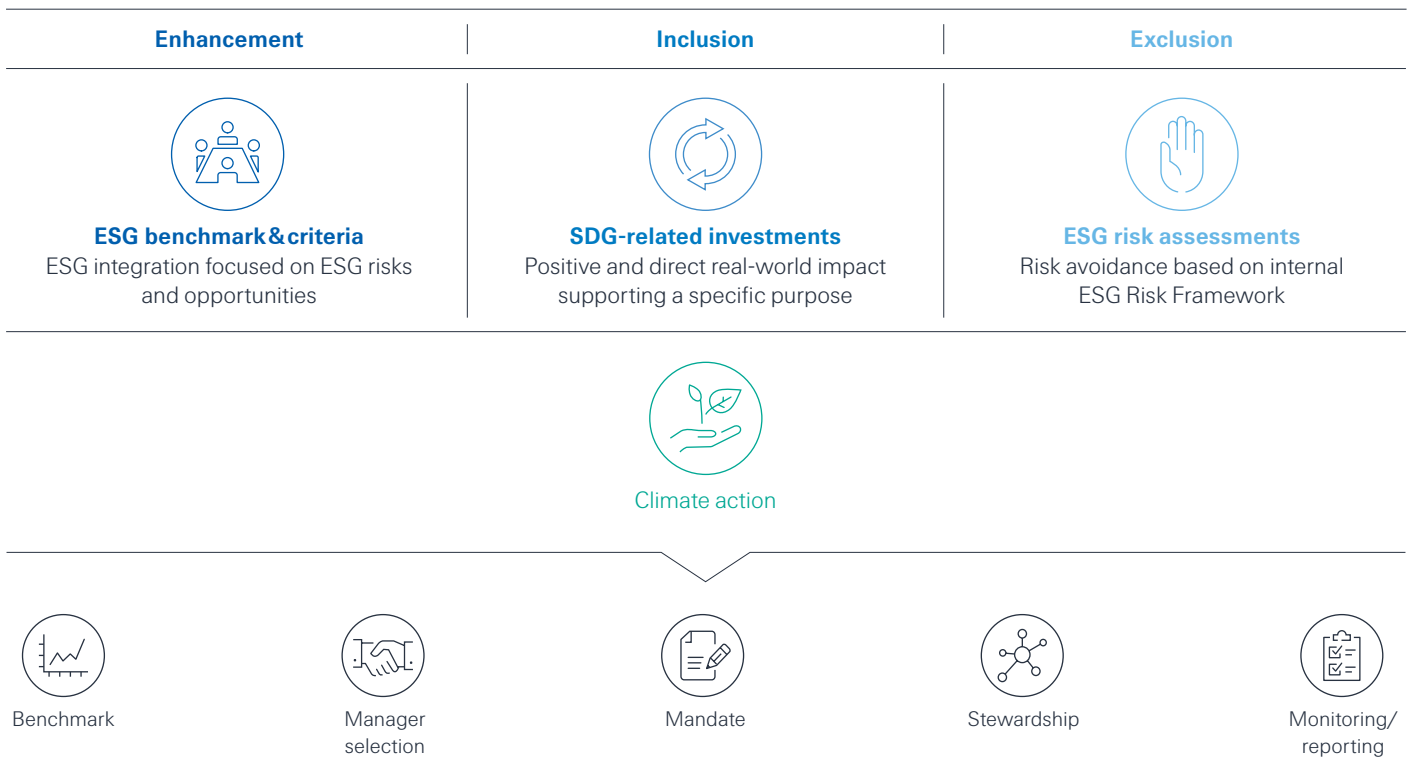 Enhancement
Inclusion
Exclusion
ESG benchmark & criteria
ESG integration focused on ESG risks
and opportunities
SDG-related investments
Positive and direct real-world impact
supporting a specific purpose
ESG risk assessments
Risk avoidance based on internal
ESG Risk Framework
Climate action
Benchmark
Manager
selection
Mandate
Stewardship
Monitoring/
reporting